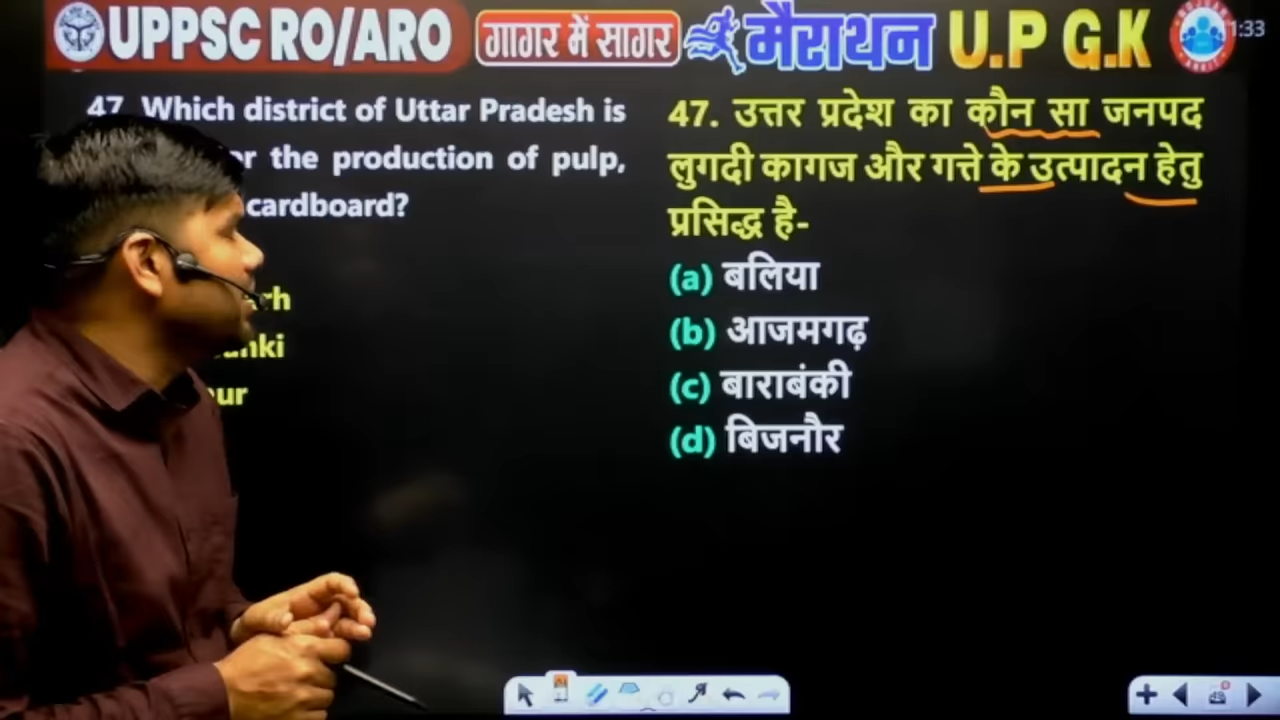 UPPSC RO/ARO गागर में सागर मैराथन U.P G.K
1:33
47. Which district of Uttar Pradesh is
the production of pulp,
cardboard?
47. उत्तर प्रदेश का कौन सा जनपद
लुगदी कागज और गत्ते के उत्पादन हेतु
प्रसिद्ध है-
(a) बलिया
(b) आजमगढ़
(c) बाराबंकी
(d) बिजनौर